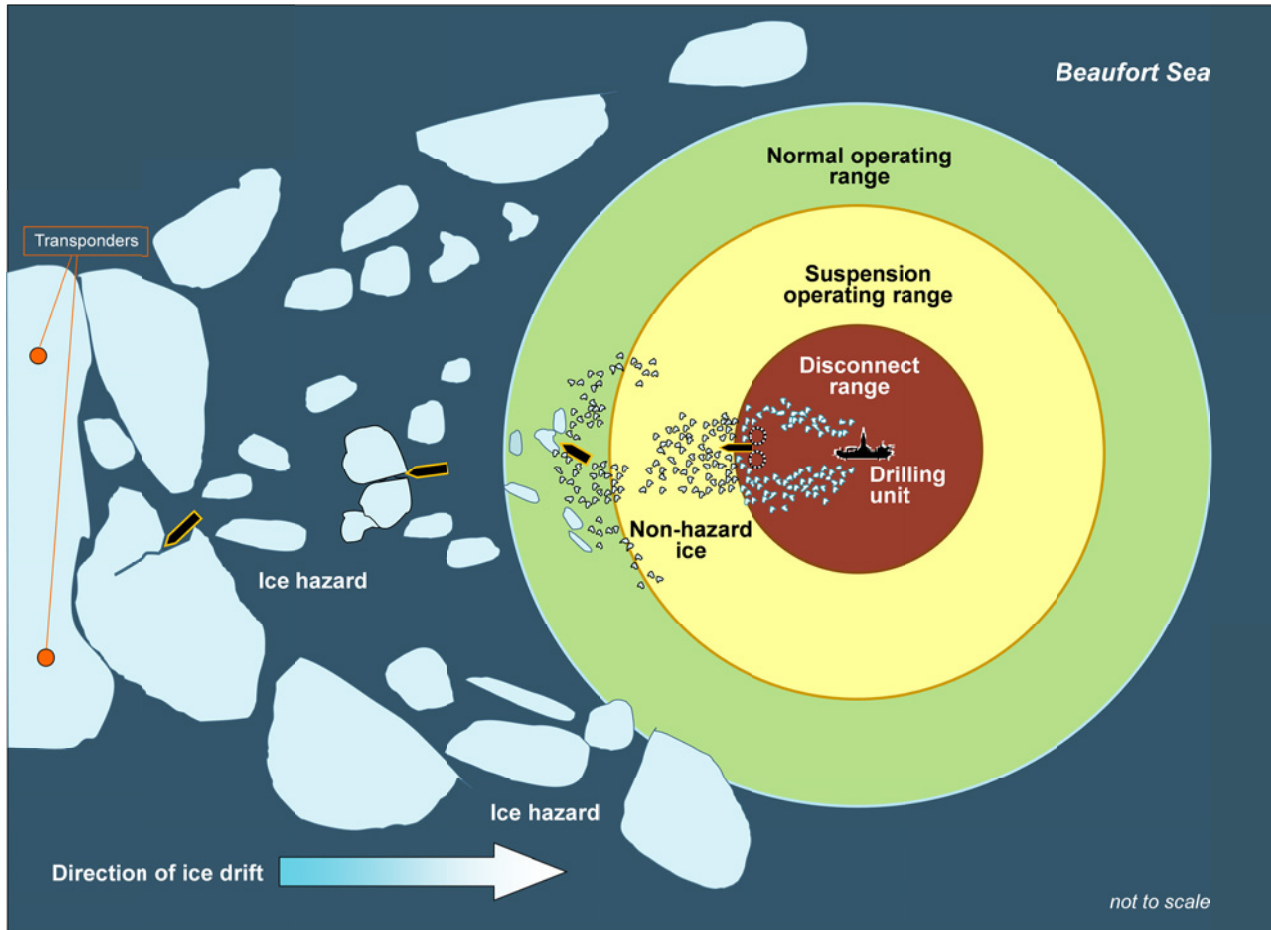 Beaufort Sea
Normal operating
range
Transponders
Suspension
operating range
Disconnect
range
Drilling
unit
Non-hazard
ice
Ice hazard
Ice hazard
Direction of ice drift
not to scale